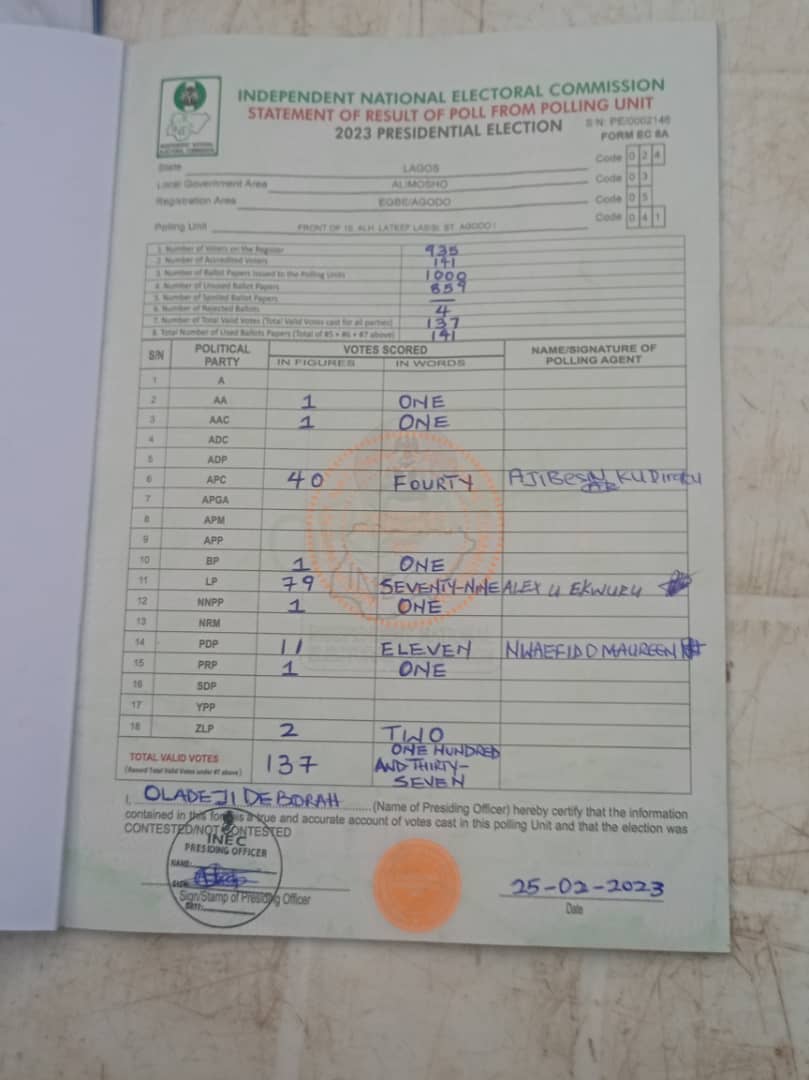 INDEPENDENT NATIONAL ELECTORAL COMMISSION
STATEMENT OF RESULT OF POLL FROM POLLING UNIT
2023 PRESIDENTIAL ELECTION
S/N: PE/0002146
FORM EC 8A
State LAGOS Code 0 2 4
Local Government Area ALIMOSHO Code 0 3
Registration Area EGBE/AGODO Code 0 5
Polling Unit FRONT OF 15, ALH. LATEEF ST. AGODO I Code 0 4 1
1. Number of Voters on the Register 935
2. Number of Accredited Voters 141
3. Number of Ballot Papers Issued to the Polling Units 1000
4. Number of Unused Ballot Papers 859
5. Number of Spoiled Ballot Papers —
6. Number of Rejected Ballots 4
7. Number of Total Valid Votes (Total Valid Votes cast for all parties) 137
8. Total Number of Used Ballots Papers (Total of #5 + #6 + #7 above) 141
S/N POLITICAL PARTY VOTES SCORED NAME/SIGNATURE OF POLLING AGENT
IN FIGURES IN WORDS
1 A
2 AA 1 ONE
3 AAC 1 ONE
4 ADC
5 ADP
6 APC 40 FOURTY
7 APGA
8 APM
9 APP
10 BP 1 ONE
11 LP 79 SEVENTY-NINE ALEX U EKWURU
12 NNPP 1 ONE
13 NRM
14 PDP 11 ELEVEN MAUREEN
15 PRP 1 ONE
16 SDP
17 YPP
18 ZLP 2 TWO
TOTAL VALID VOTES 137 ONE HUNDRED
(Record Total Valid Votes under #7 above) AND THIRTY-
SEVEN
I, OLADEJI DEBORAH (Name of Presiding Officer) hereby certify that the information
contained in this form is a true and accurate account of votes cast in this polling Unit and that the election was
CONTESTED/NOT CONTESTED
INEC
PRESIDING OFFICER
NAME:
SIGN:
DATE:
Sign/Stamp of Presiding Officer
25-02-2023
Date